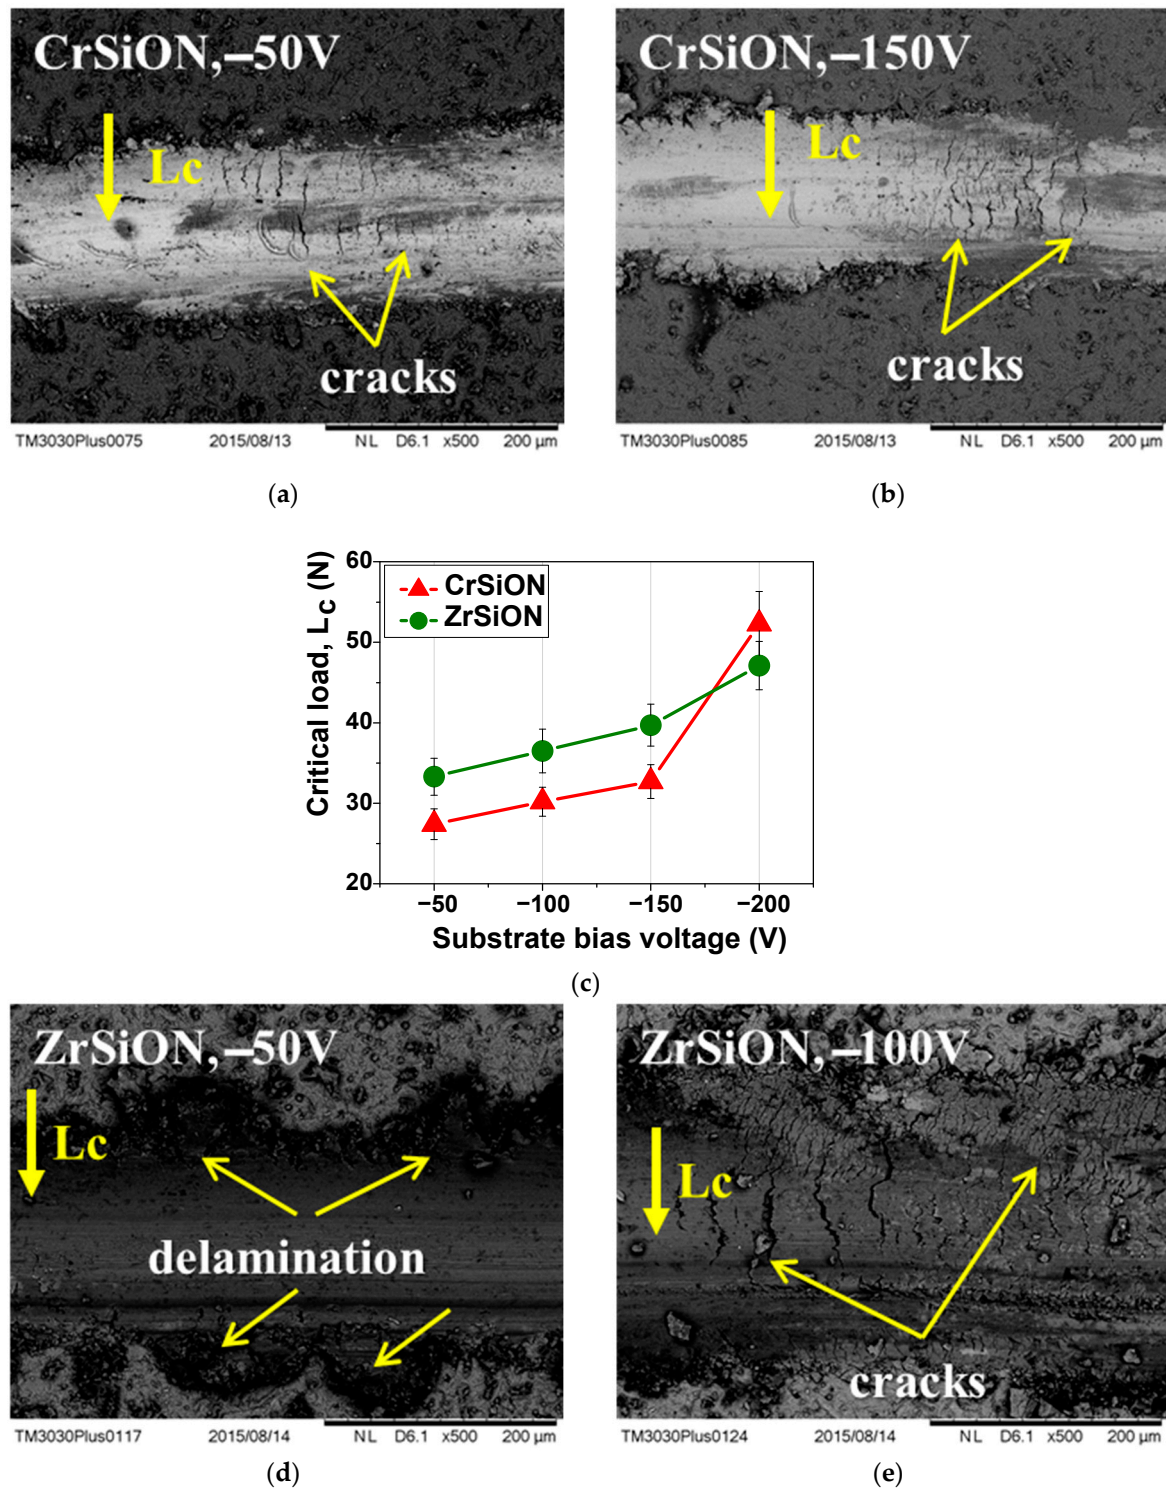 CrSiON,–50V
Lc
cracks
TM3030Plus0075 2015/08/13 NL D6.1 x500 200 µm
(a)
CrSiON,–150V
Lc
cracks
TM3030Plus0085 2015/08/13 NL D6.1 x500 200 µm
(b)
Critical load, LC (N)
60
50
40
30
20
CrSiON
ZrSiON
−50 −100 −150 −200
Substrate bias voltage (V)
(c)
ZrSiON,–50V
Lc
delamination
TM3030Plus0117 2015/08/14 NL D6.1 x500 200 µm
(d)
ZrSiON,–100V
Lc
cracks
TM3030Plus0124 2015/08/14 NL D6.1 x500 200 µm
(e)